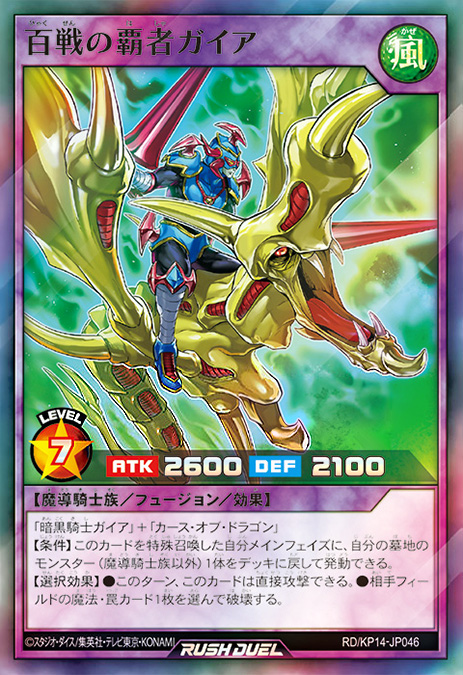 百戦の覇者ガイア
風
LEVEL
7
ATK 2600 DEF 2100
【魔導騎士族/フュージョン/効果】
「暗黒騎士ガイア」+「カース・オブ・ドラゴン」
【条件】このカードを特殊召喚した自分メインフェイズに、自分の墓地の
モンスター(魔導騎士族以外)1体をデッキに戻して発動できる。
【選択効果】●このターン、このカードは直接攻撃できる。●相手フィー
ルドの魔法・罠カード1枚を選んで破壊する。
©スタジオ・ダイス/集英社・テレビ東京・KONAMI
RUSH DUEL
RD/KP14-JP046